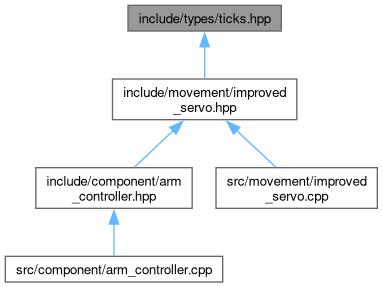 include/types/ticks.hpp
include/movement/improved
_servo.hpp
include/component/arm
_controller.hpp
src/movement/improved
_servo.cpp
src/component/arm_controller.cpp